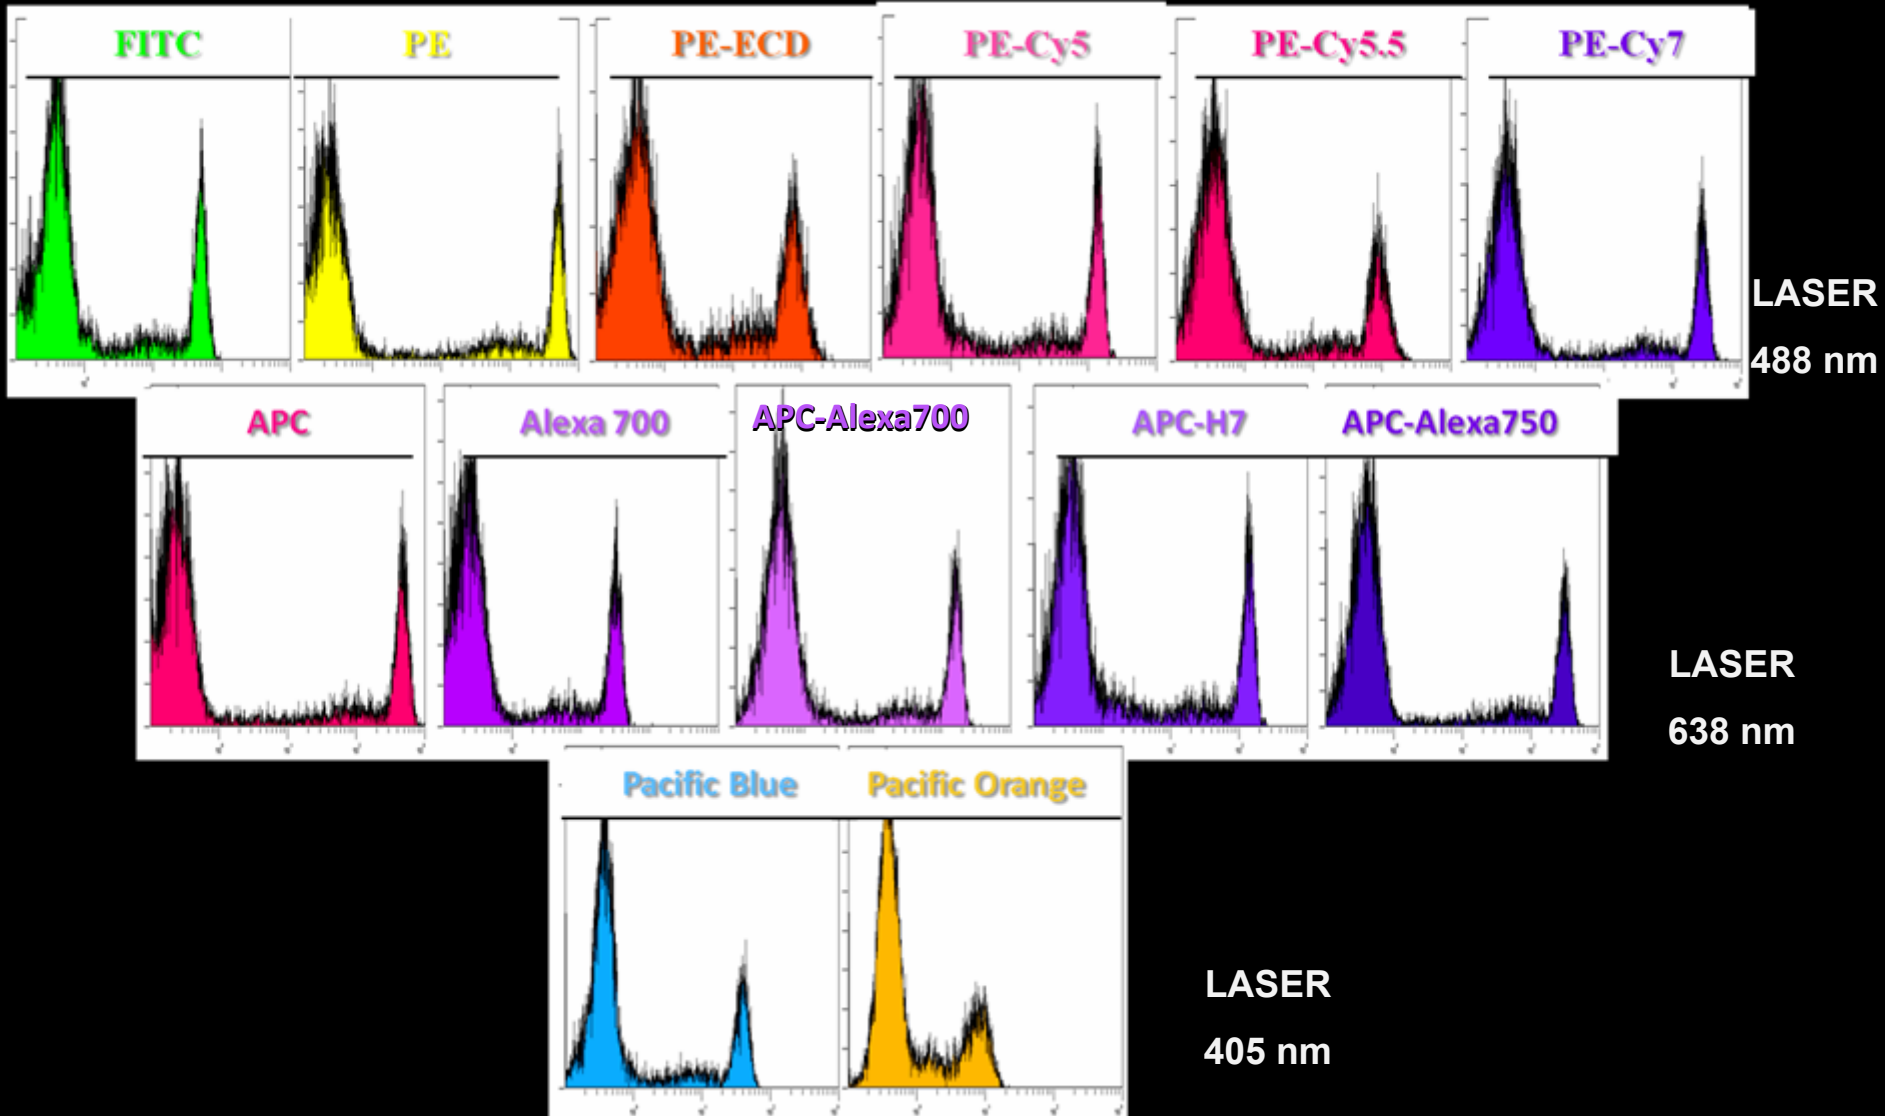 FITC PE PE-ECD PE-Cy5 PE-Cy5.5 PE-Cy7
LASER
488 nm
APC Alexa 700 APC-Alexa700 APC-H7 APC-Alexa750
LASER
638 nm
Pacific Blue Pacific Orange
LASER
405 nm